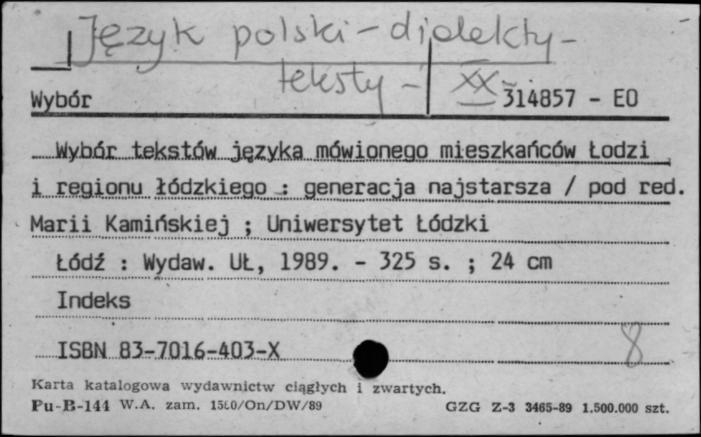 Język polski - dialekty -
teksty - XX
Wybór 314857 - EO
Wybór tekstów języka mówionego mieszkańców Łodzi
i regionu łódzkiego : generacja najstarsza / pod red.
Marii Kamińskiej ; Uniwersytet Łódzki
Łódź : Wydaw. UŁ, 1989. - 325 s. ; 24 cm
Indeks
ISBN 83-7016-403-X
8
Karta katalogowa wydawnictw ciągłych i zwartych.
Pu-B-144 W.A. zam. /On/DW/89 GZG Z-3 3465-89 1.500.000 szt.